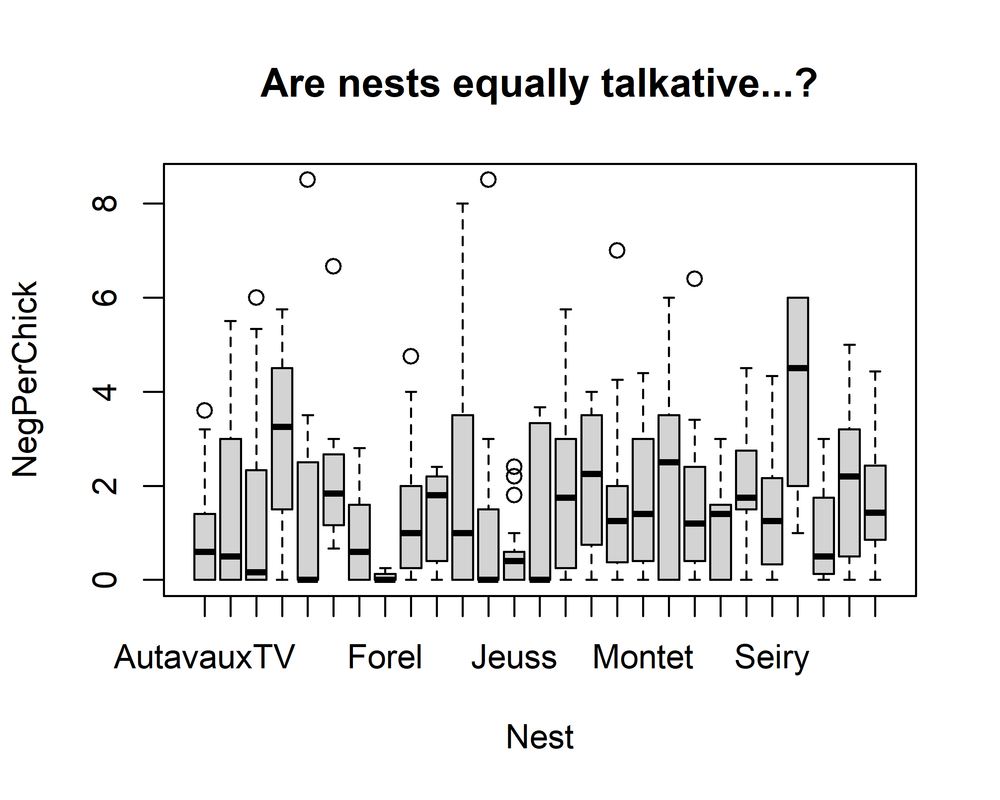 Are nests equally talkative...?
NegPerChick
8
6
4
2
0
AutavauxTV Forel Jeuss Montet Seiry
Nest